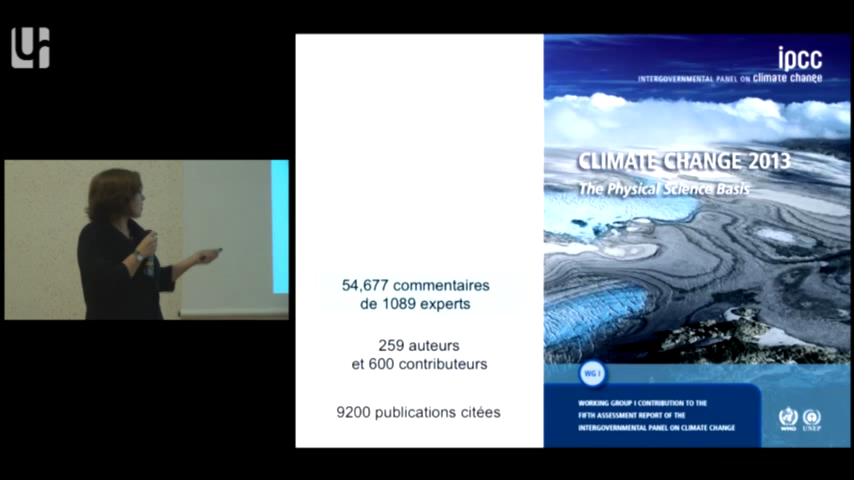 54,677 commentaires
de 1089 experts
259 auteurs
et 600 contributeurs
9200 publications citées
ipcc
INTERGOVERNMENTAL PANEL ON climate change
CLIMATE CHANGE 2013
The Physical Science Basis
WG I
WORKING GROUP I CONTRIBUTION TO THE
FIFTH ASSESSMENT REPORT OF THE
INTERGOVERNMENTAL PANEL ON CLIMATE CHANGE
WMO
UNEP